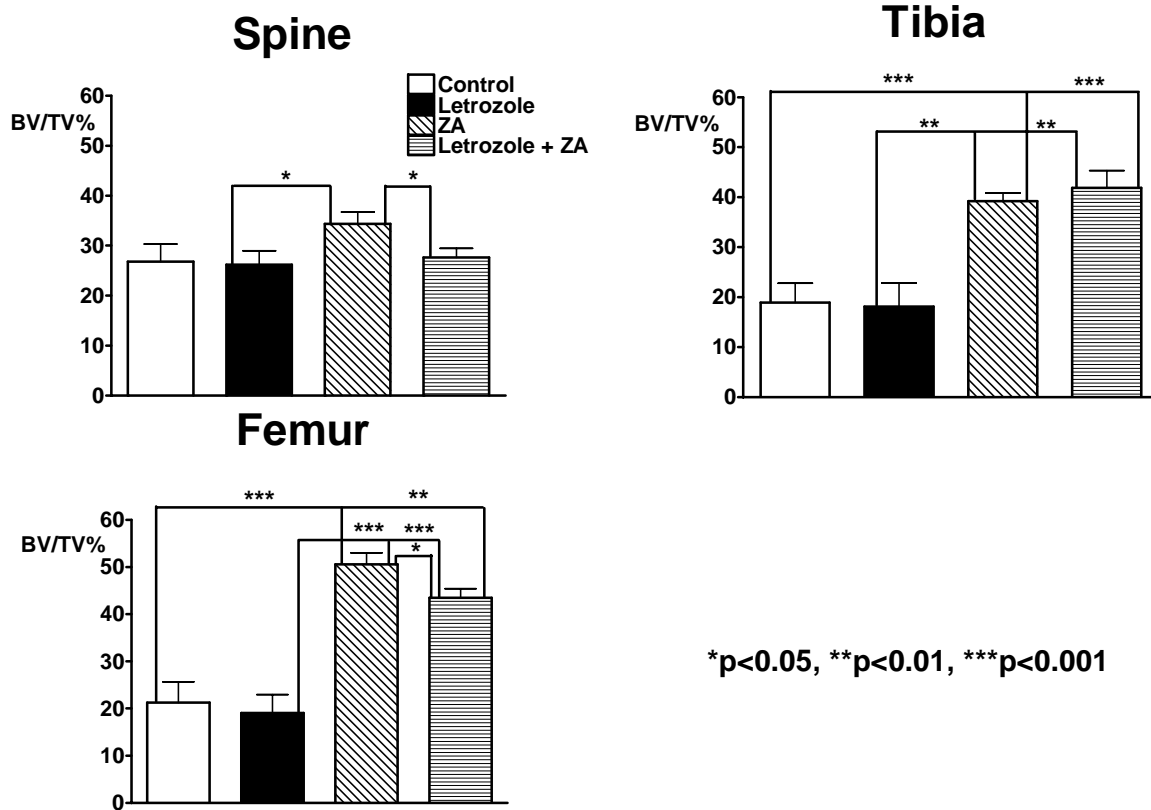 Spine
Control
Letrozole
ZA
Letrozole + ZA
BV/TV%
60
50
40
30
20
10
0
*
*
Tibia
BV/TV%
60
50
40
30
20
10
0
***
***
**
**
Femur
BV/TV%
60
50
40
30
20
10
0
***
**
***
***
*
*p<0.05, **p<0.01, ***p<0.001